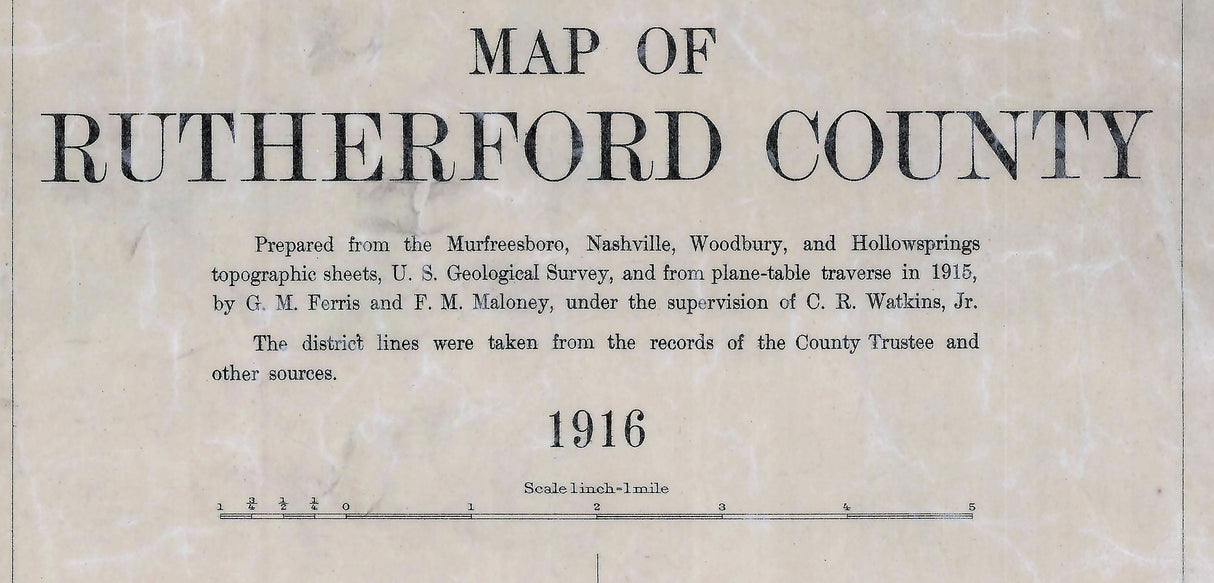 MAP OF
RUTHERFORD COUNTY
Prepared from the Murfreesboro, Nashville, Woodbury, and Hollowsprings
topographic sheets, U. S. Geological Survey, and from plane-table traverse in 1915,
by G. M. Ferris and F. M. Maloney, under the supervision of C. R. Watkins, Jr.
The district lines were taken from the records of the County Trustee and
other sources.
1916
Scale 1 inch=1 mile
1 3/4 1/2 1/4 0 1 2 3 4 5